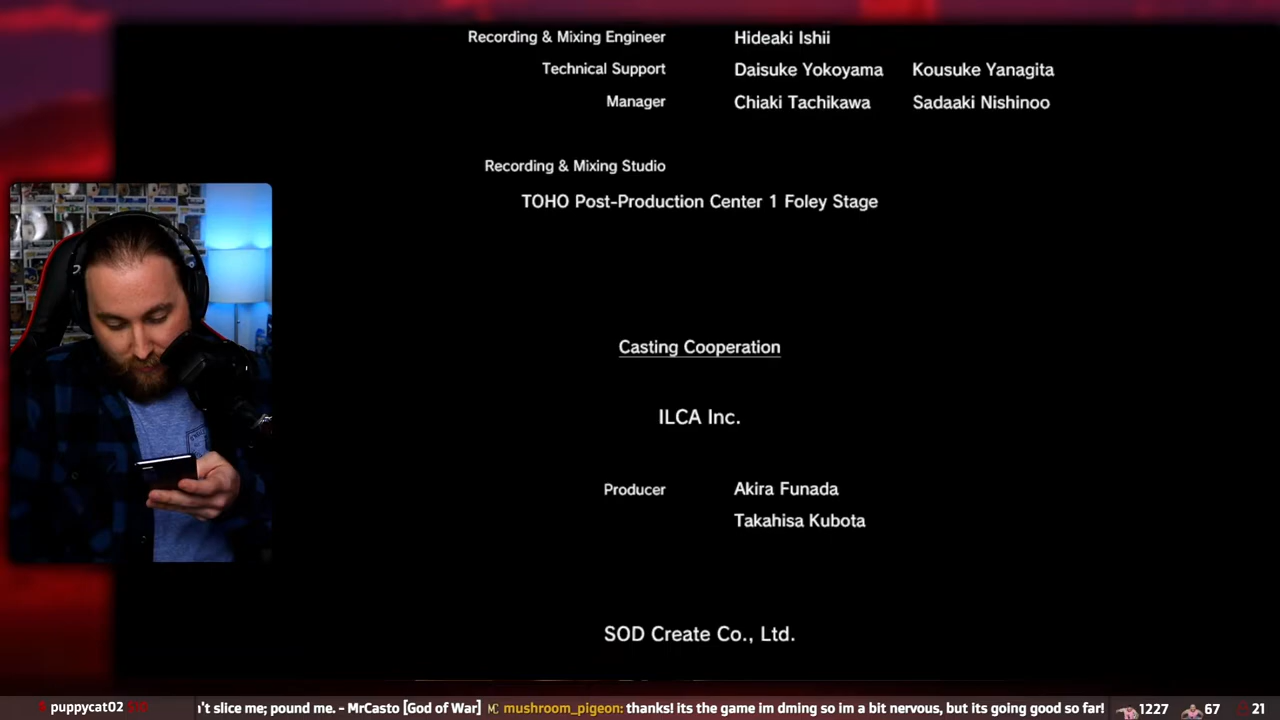 Recording & Mixing Engineer Hideaki Ishii
Technical Support Daisuke Yokoyama Kousuke Yanagita
Manager Chiaki Tachikawa Sadaaki Nishinoo
Recording & Mixing Studio
TOHO Post-Production Center 1 Foley Stage
Casting Cooperation
ILCA Inc.
Producer Akira Funada
Takahisa Kubota
SOD Create Co., Ltd.
puppycat02 't slice me; pound me. - MrCasto [God of War] mushroom_pigeon: thanks! its the game im dming so im a bit nervous, but its going good so far! 1227 67 21